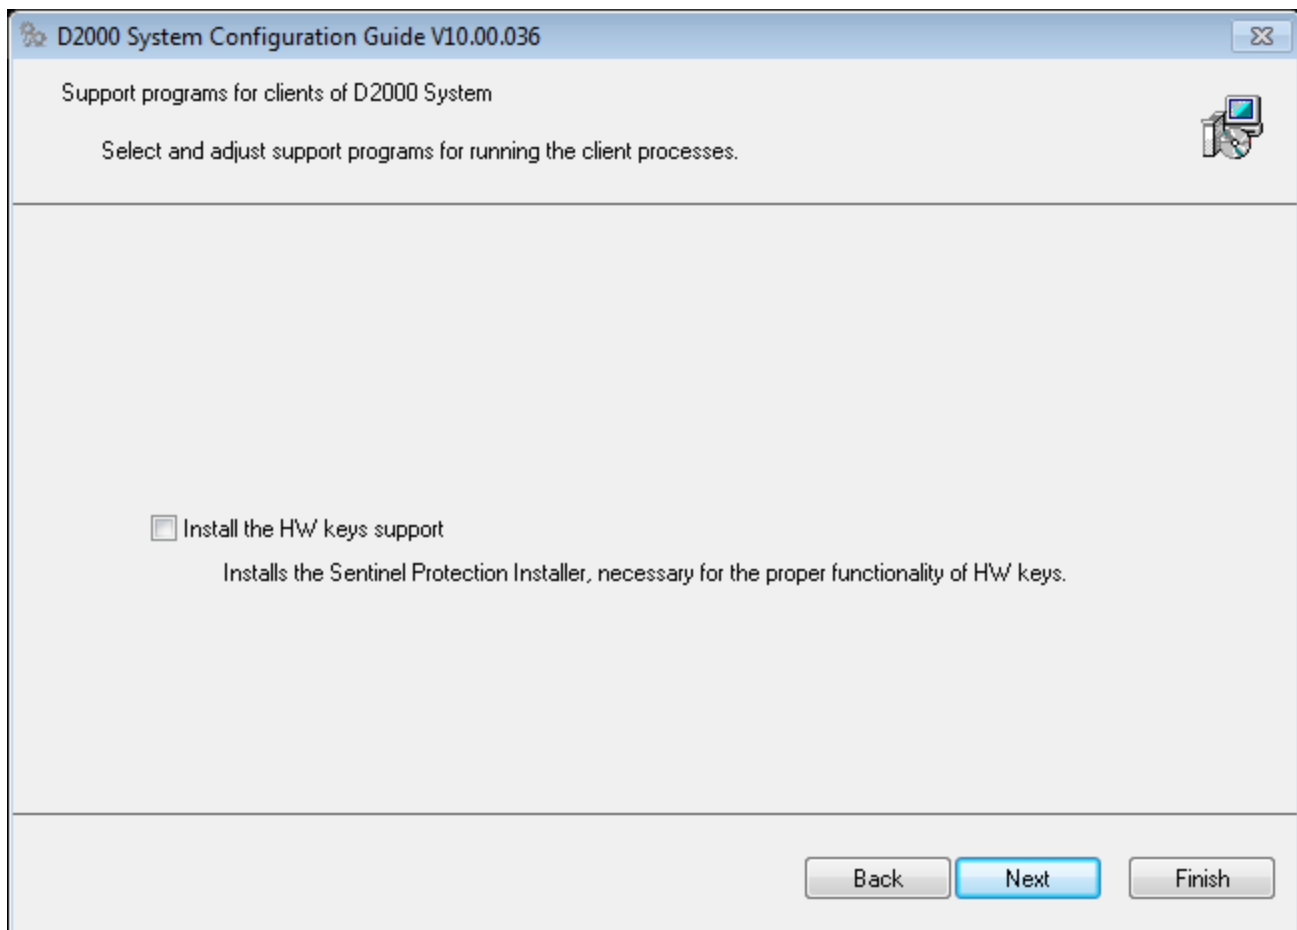 D2000 System Configuration Guide V10.00.036
Support programs for clients of D2000 System
Select and adjust support programs for running the client processes.
Install the HW keys support
Installs the Sentinel Protection Installer, necessary for the proper functionality of HW keys.
Back Next Finish